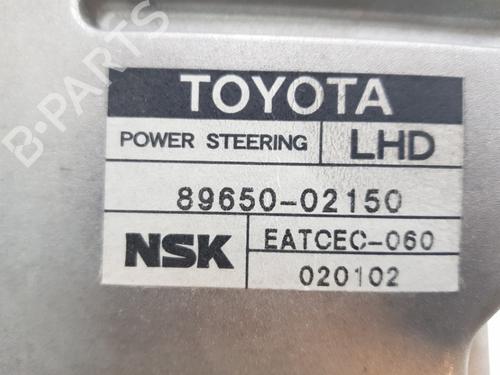 TOYOTA
POWER STEERING LHD
89650-02150
NSK EATCEC-060
020102
B-PARTS